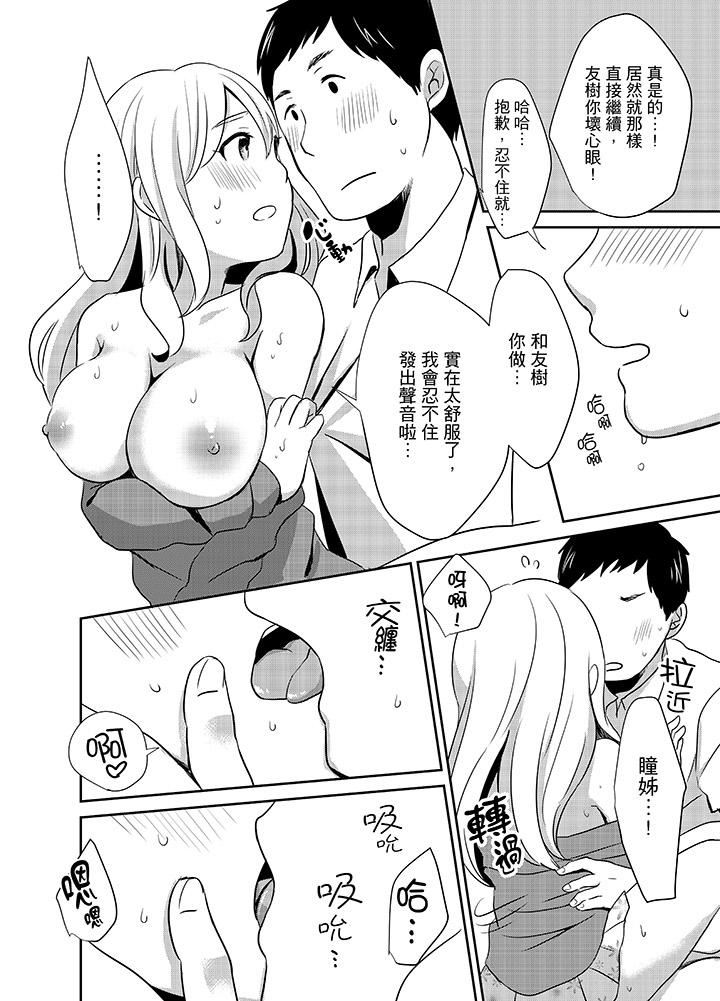 真是的…！
居然就那樣
直接繼續，
友樹你壞心眼！
哈哈…
抱歉，忍不住就…
…！
心動
哈啊
哈啊
和友樹
你做…
實在太舒服了，
我會忍不住
發出聲音啦…
……！
呀啊！
拉近
瞳姊…！
轉過
交纏…
啊♡
哈…
吸吮
吸吮
嗯
嗯